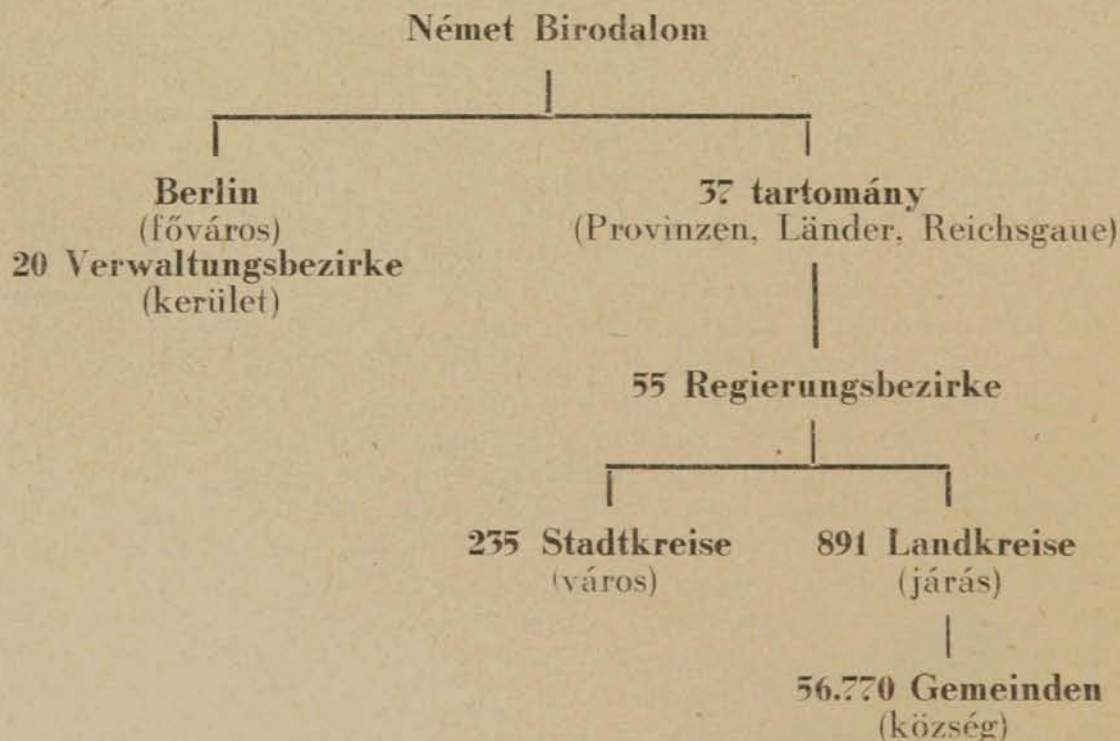 Német Birodalom
Berlin
(főváros)
20 Verwaltungsbezirke
(kerület)
37 tartomány
(Provinzen, Länder, Reichsgaue)
55 Regierungsbezirke
235 Stadtkreise
(város)
891 Landkreise
(járás)
56.770 Gemeinden
(község)